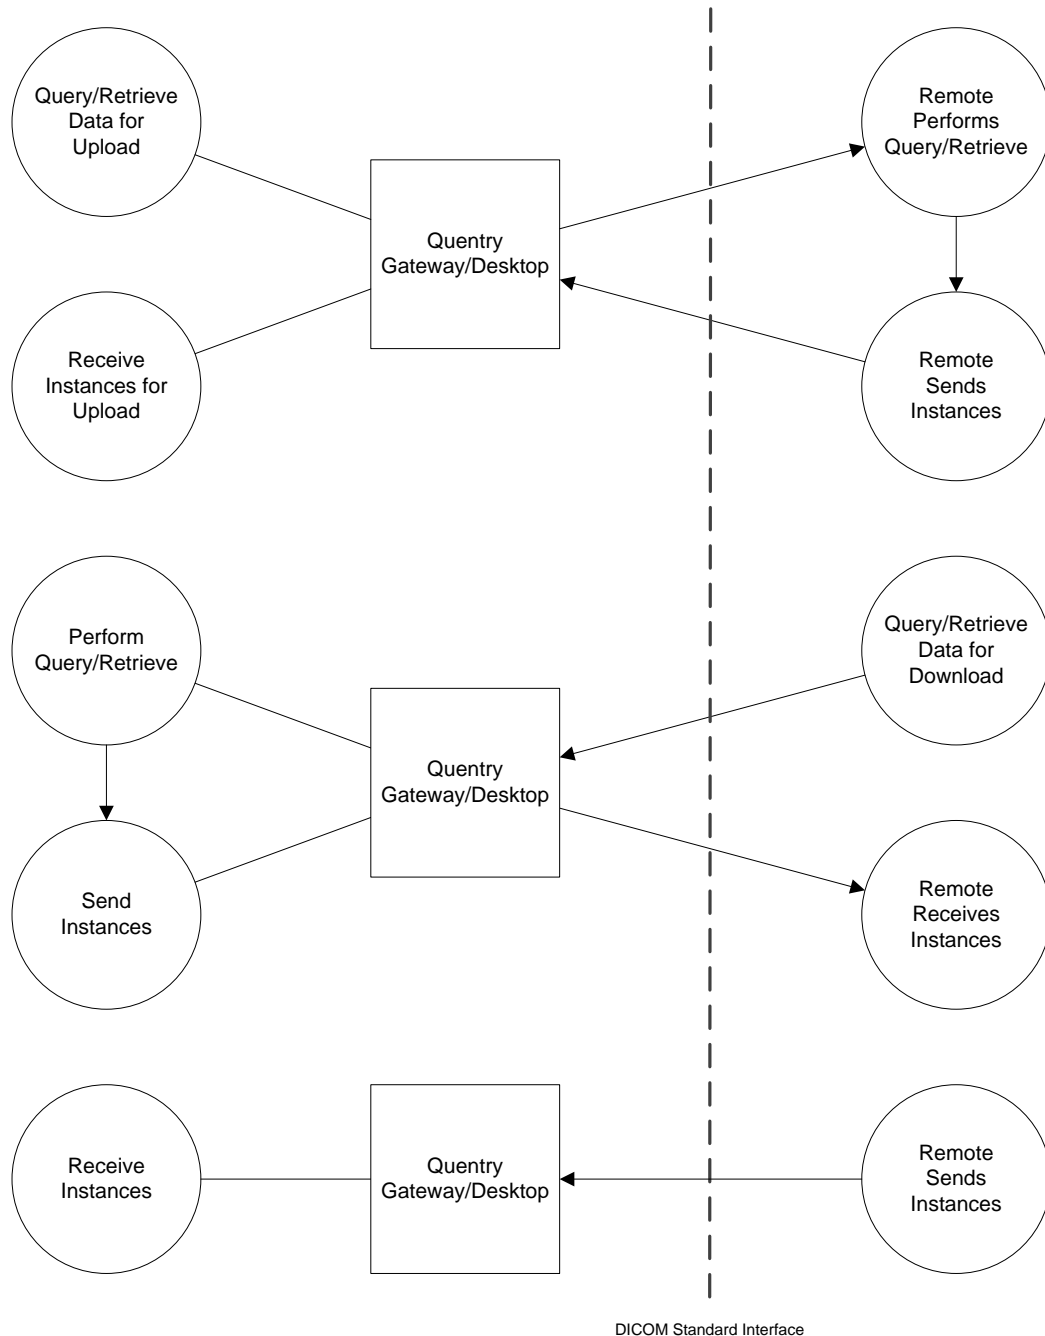 Query/Retrieve
Data for
Upload
Remote
Performs
Query/Retrieve
Quentry
Gateway/Desktop
Receive
Instances for
Upload
Remote
Sends
Instances
Perform
Query/Retrieve
Query/Retrieve
Data for
Download
Quentry
Gateway/Desktop
Send
Instances
Remote
Receives
Instances
Receive
Instances
Quentry
Gateway/Desktop
Remote
Sends
Instances
DICOM Standard Interface